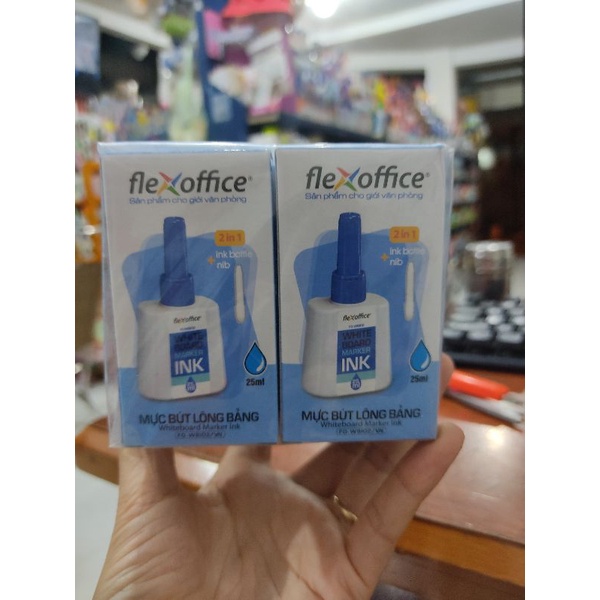 flexoffice®
Sản phẩm cho giới văn phòng
2 in 1
+ ink bottle
nib
flexoffice
WHITE
BOARD
MARKER
INK
25ml
MỰC BÚT LÔNG BẢNG
Whiteboard Marker Ink
flexoffice®
Sản phẩm cho giới văn phòng
2 in 1
+ ink bottle
nib
flexoffice
WHITE
BOARD
MARKER
INK
25ml
MỰC BÚT LÔNG BẢNG
Whiteboard Marker Ink